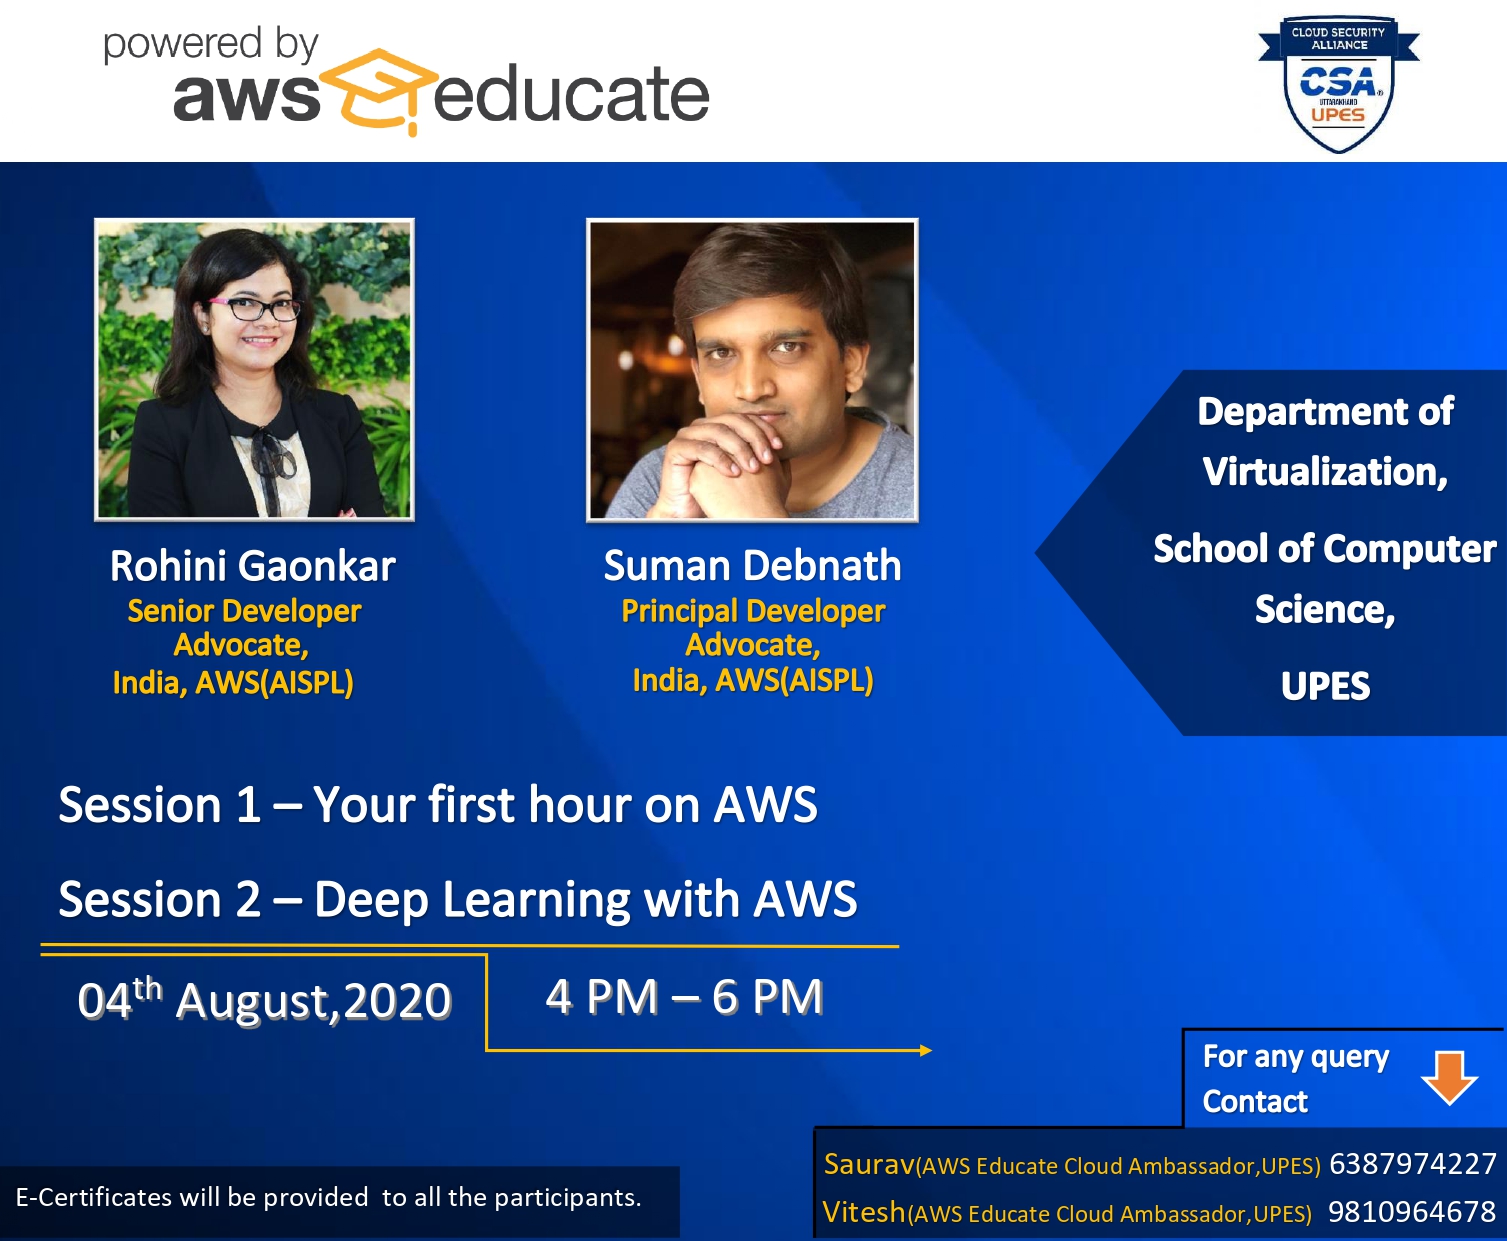 powered by
aws educate
CLOUD SECURITY
ALLIANCE
CSA®
UTTARAKHAND
UPES
Rohini Gaonkar
Senior Developer
Advocate,
India, AWS(AISPL)
Suman Debnath
Principal Developer
Advocate,
India, AWS(AISPL)
Department of
Virtualization,
School of Computer
Science,
UPES
Session 1 – Your first hour on AWS
Session 2 – Deep Learning with AWS
04th August,2020
4 PM – 6 PM
For any query
Contact
Saurav(AWS Educate Cloud Ambassador,UPES) 6387974227
Vitesh(AWS Educate Cloud Ambassador,UPES) 9810964678
E-Certificates will be provided to all the participants.